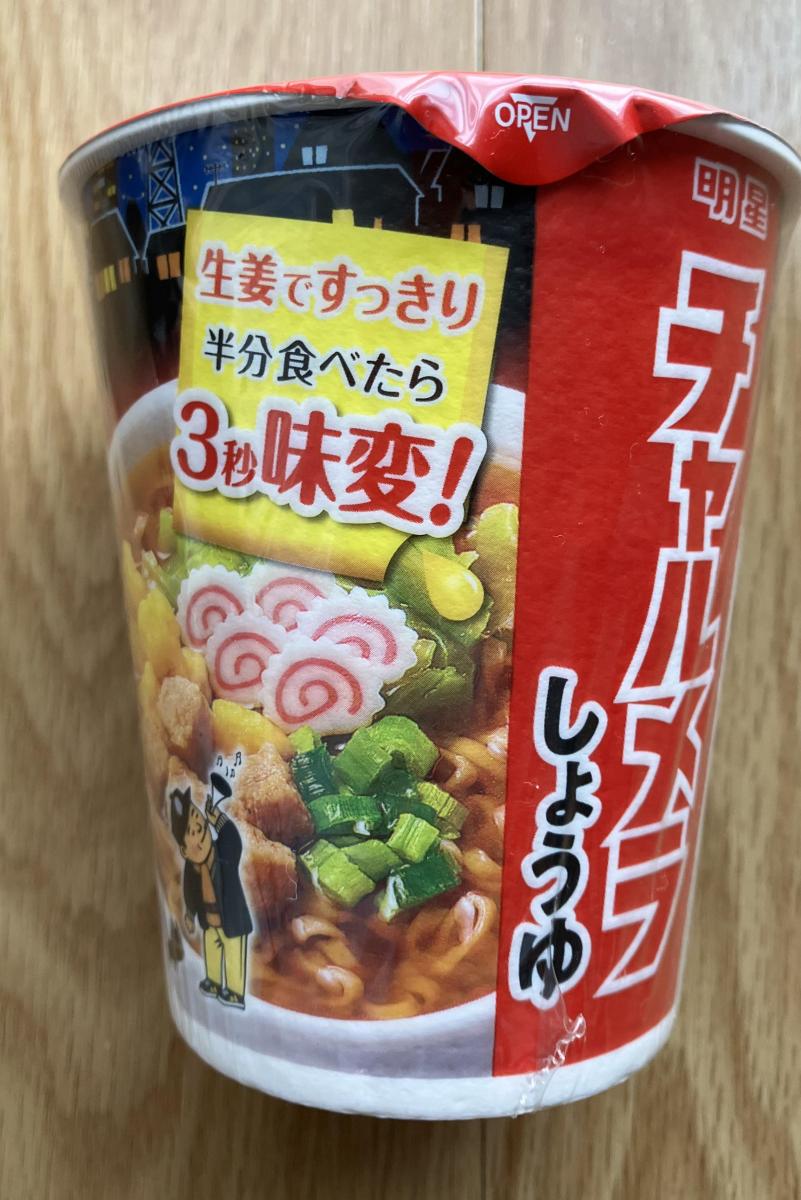 OPEN
明星
チャルメラ
しょうゆ
生姜ですっきり
半分食べたら
3秒味変!